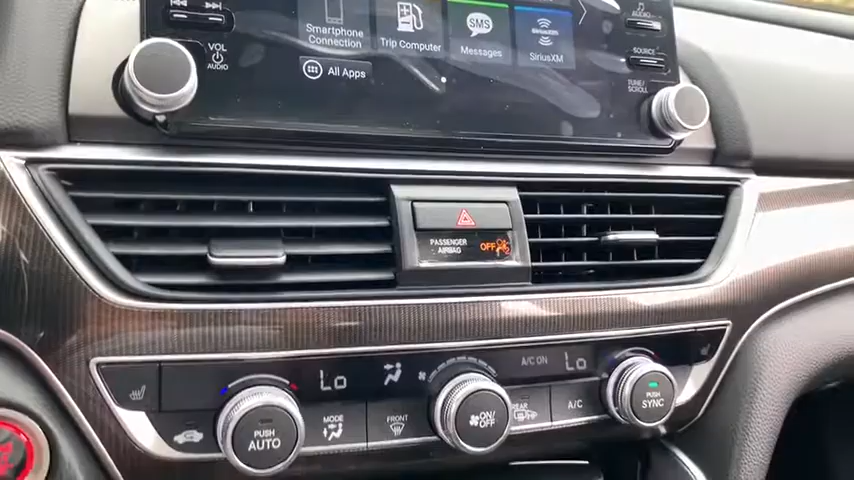 VOL
AUDIO
Smartphone
Connection
Trip Computer
SMS
Messages
SiriusXM
All Apps
AUDIO
SOURCE
TUNE/
SCROLL
PASSENGER
AIRBAG
OFF
A/C ON
LO
LO
PUSH
AUTO
MODE
FRONT
ON/
OFF
REAR
A/C
PUSH
SYNC